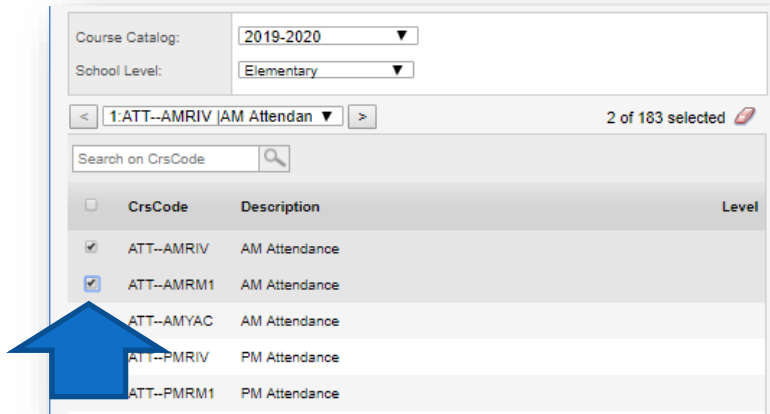 Course Catalog: 2019-2020
School Level: Elementary
< 1:ATT--AMRIV |AM Attendan > 2 of 183 selected
Search on CrsCode
CrsCode Description Level
ATT--AMRIV AM Attendance
ATT--AMRM1 AM Attendance
ATT--AMYAC AM Attendance
ATT--PMRIV PM Attendance
ATT--PMRM1 PM Attendance